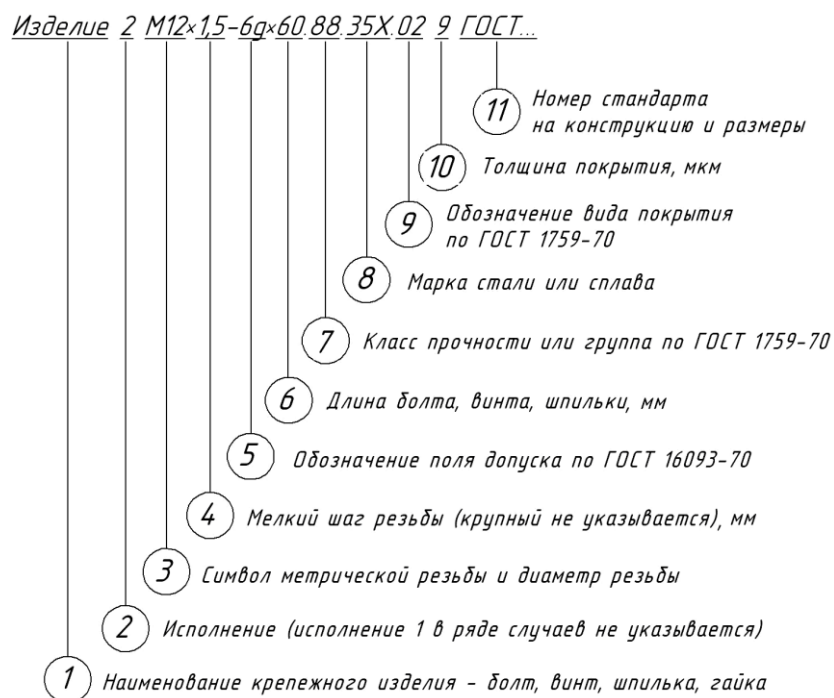 Изделие 2 М12×1,5-6g×60.88.35Х.02 9 ГОСТ...
11 Номер стандарта
на конструкцию и размеры
10 Толщина покрытия, мкм
9 Обозначение вида покрытия
по ГОСТ 1759-70
8 Марка стали или сплава
7 Класс прочности или группа по ГОСТ 1759-70
6 Длина болта, винта, шпильки, мм
5 Обозначение поля допуска по ГОСТ 16093-70
4 Мелкий шаг резьбы (крупный не указывается), мм
3 Символ метрической резьбы и диаметр резьбы
2 Исполнение (исполнение 1 в ряде случаев не указывается)
1 Наименование крепежного изделия - болт, винт, шпилька, гайка